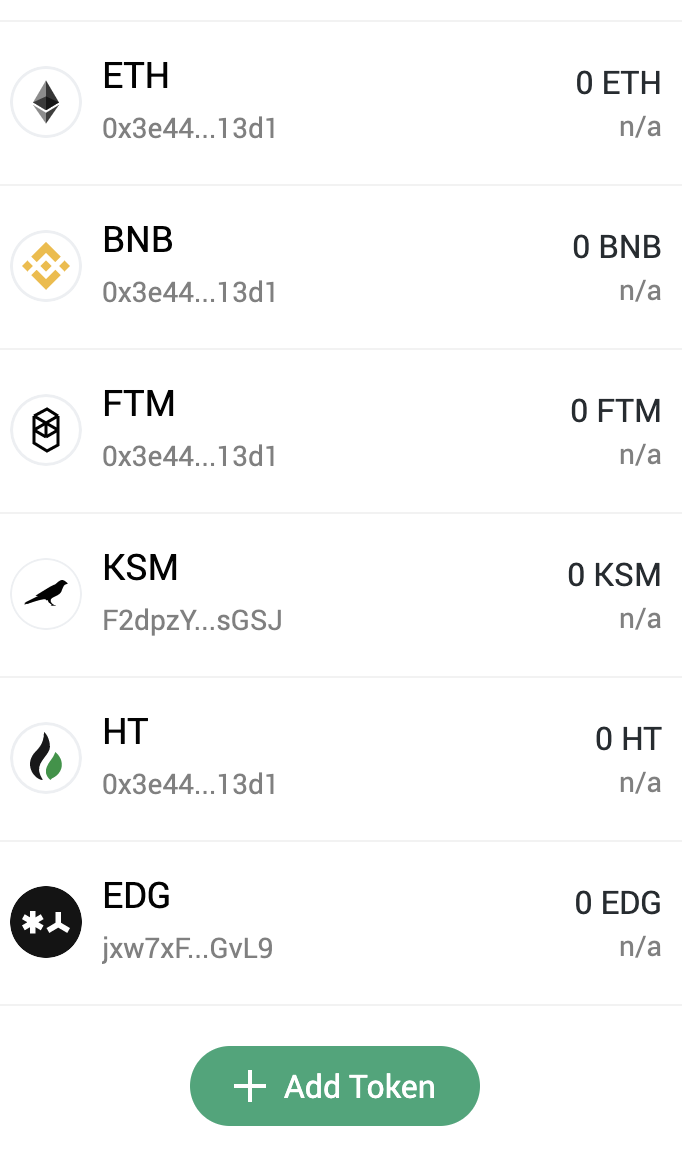 ETH
0x3e44...13d1
0 ETH
n/a
BNB
0x3e44...13d1
0 BNB
n/a
FTM
0x3e44...13d1
0 FTM
n/a
KSM
F2dpzY...sGSJ
0 KSM
n/a
HT
0x3e44...13d1
0 HT
n/a
EDG
jxw7xF...GvL9
0 EDG
n/a
Add Token